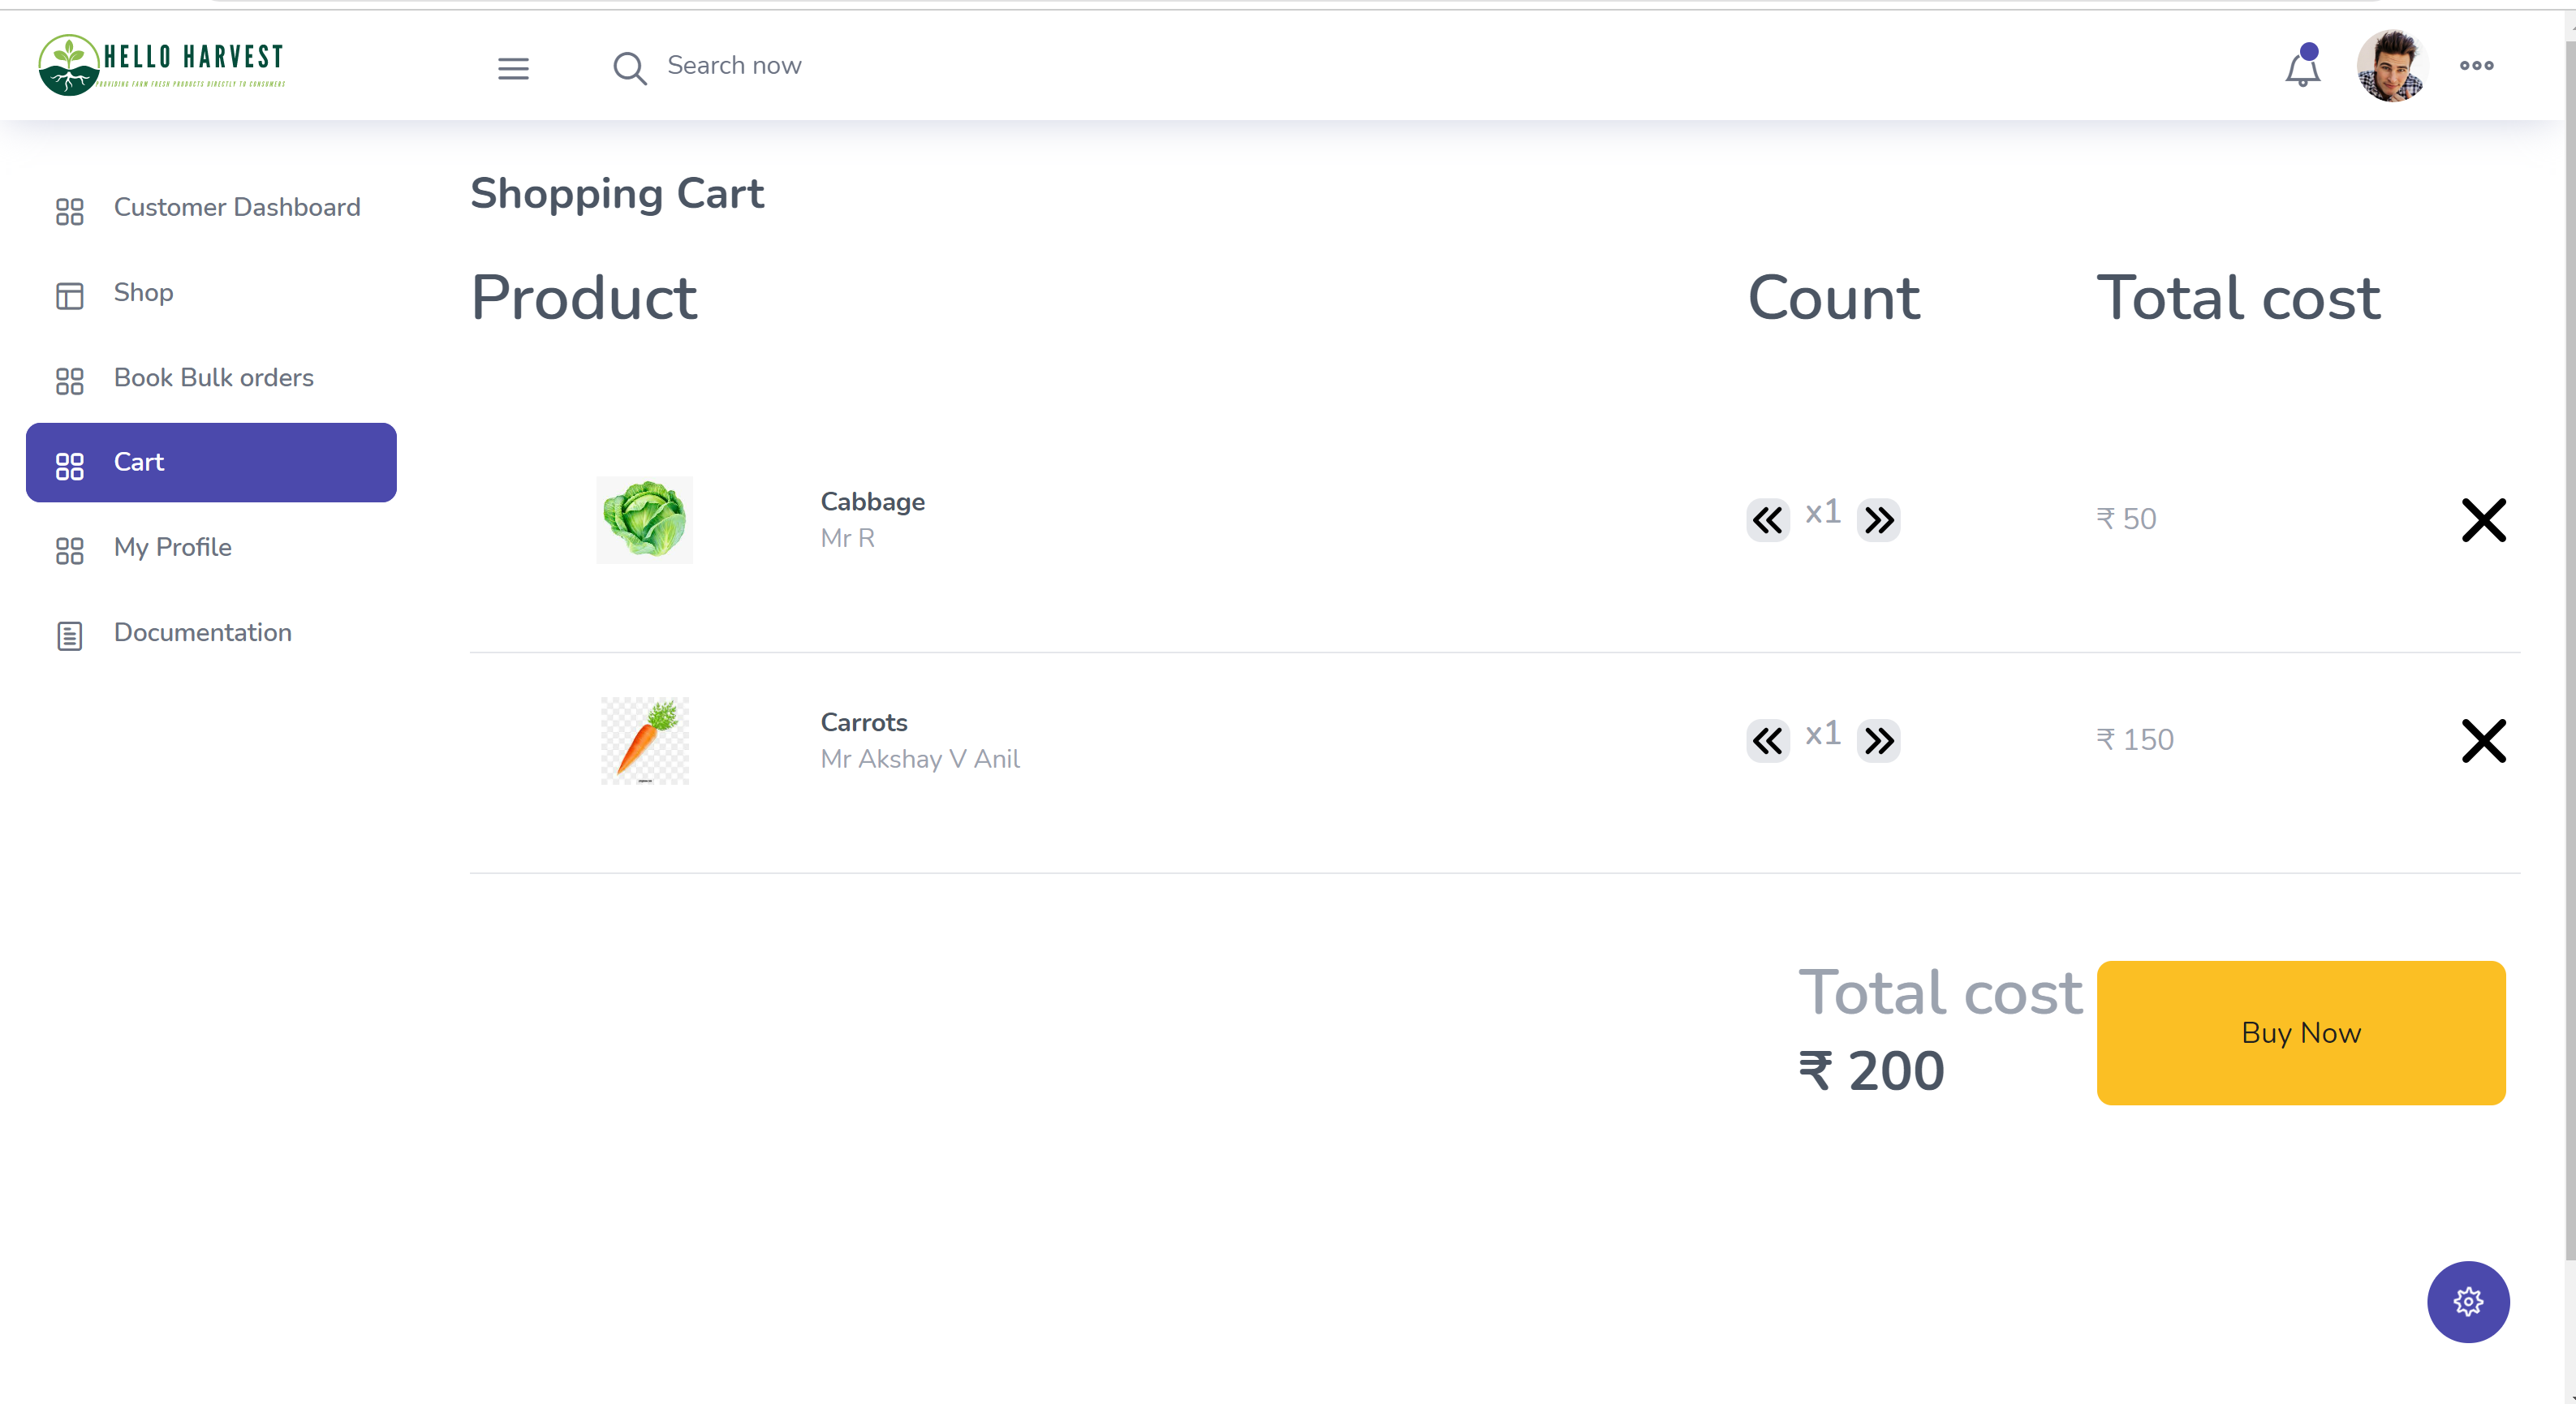 HELLO HARVEST
PROVIDING FARM FRESH PRODUCTS DIRECTLY TO CONSUMERS
Search now
Customer Dashboard
Shop
Book Bulk orders
Cart
My Profile
Documentation
Shopping Cart
Product Count Total cost
Cabbage
Mr R
x1
₹ 50
Carrots
Mr Akshay V Anil
x1
₹ 150
Total cost
₹ 200
Buy Now